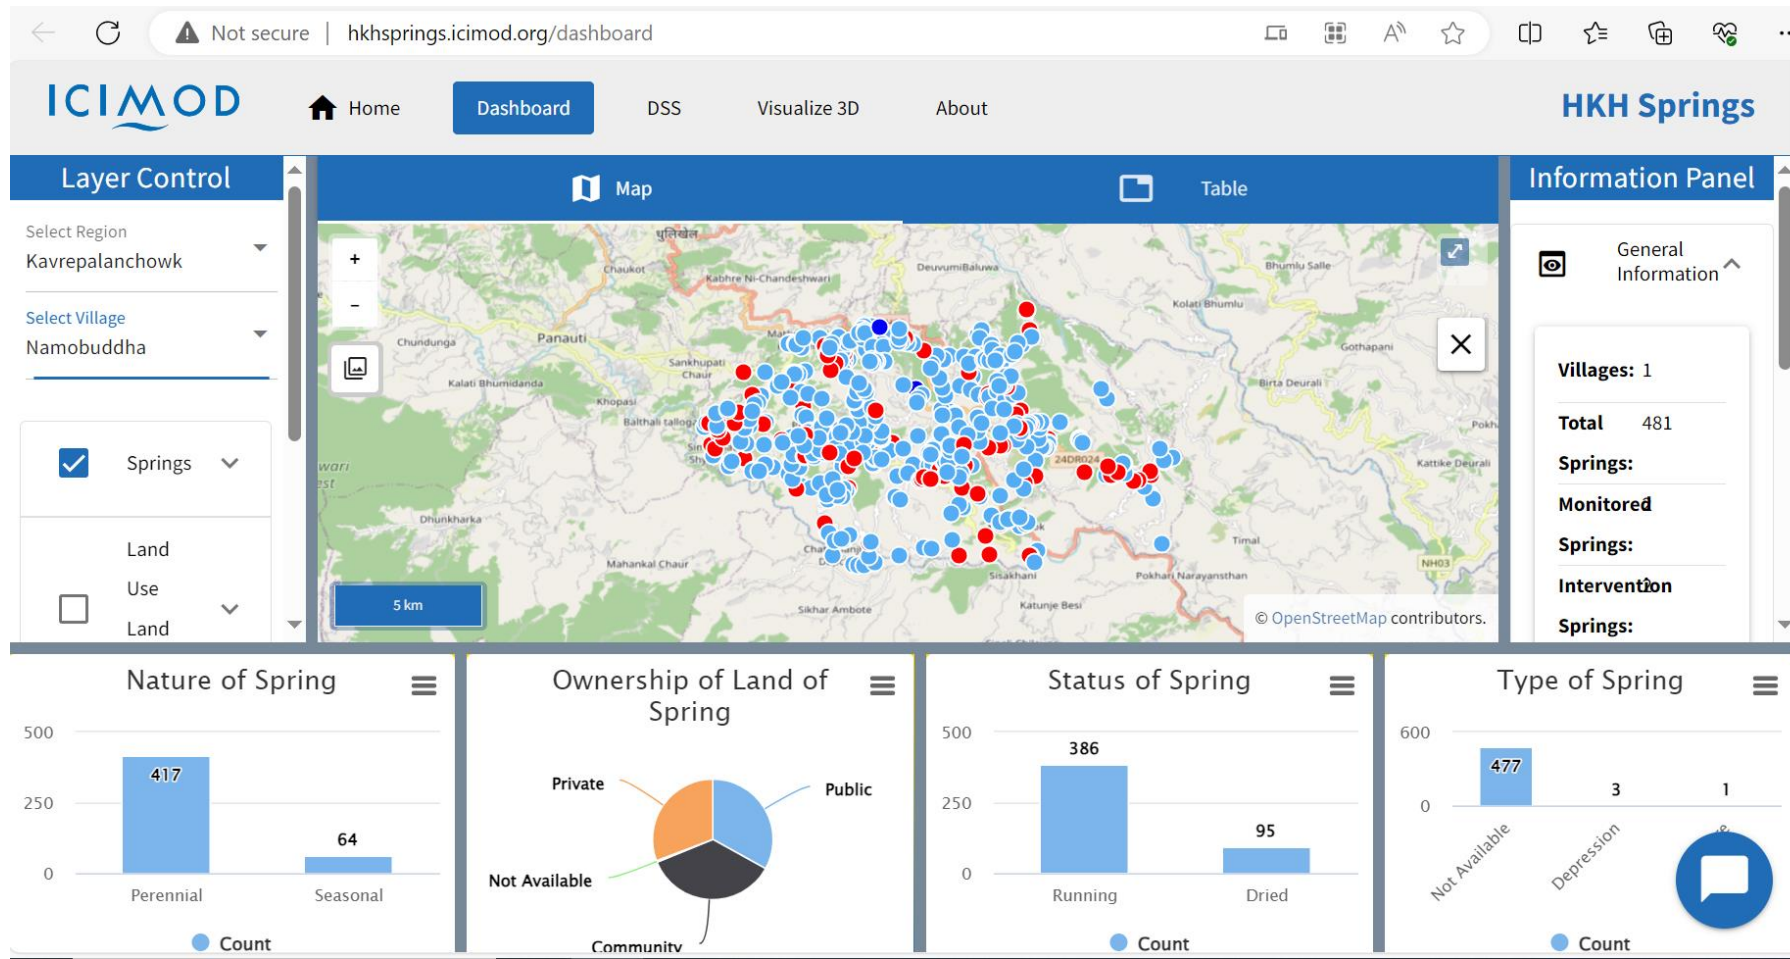 Not secure | hkhsprings.icimod.org/dashboard
ICIMOD
Home
Dashboard
DSS
Visualize 3D
About
HKH Springs
Layer Control
Select Region
Kavrepalanchowk
Select Village
Namobuddha
Springs
Land
Use
Land
Map
Table
+
-
धुलिखेल
Chaukot
Kabhre Ni-Chandeshwari
DeuvumiBaluwa
Bhumlu Salle
Kolati Bhumlu
Chundunga
Panauti
Gothapani
Sankhupati
Chaur
Kalati Bhumidanda
Birta Deurali
Khopasi
Balthali
24DR024
Kattike Deurali
Dhunkharka
Timal
Mahankal Chaur
NH03
Sisakhani
Pokhari Narayansthan
Sikhar Ambote
Katunje Besi
5 km
© OpenStreetMap contributors.
Information Panel
General
Information
Villages: 1
Total 481
Springs:
Monitored
Springs:
Intervention
Springs:
Nature of Spring
500
250
0
417
64
Perennial
Seasonal
Count
Ownership of Land of
Spring
Private
Public
Not Available
Community
Status of Spring
500
250
0
386
95
Running
Dried
Count
Type of Spring
600
0
477
3
1
Not Available
Depression
Count